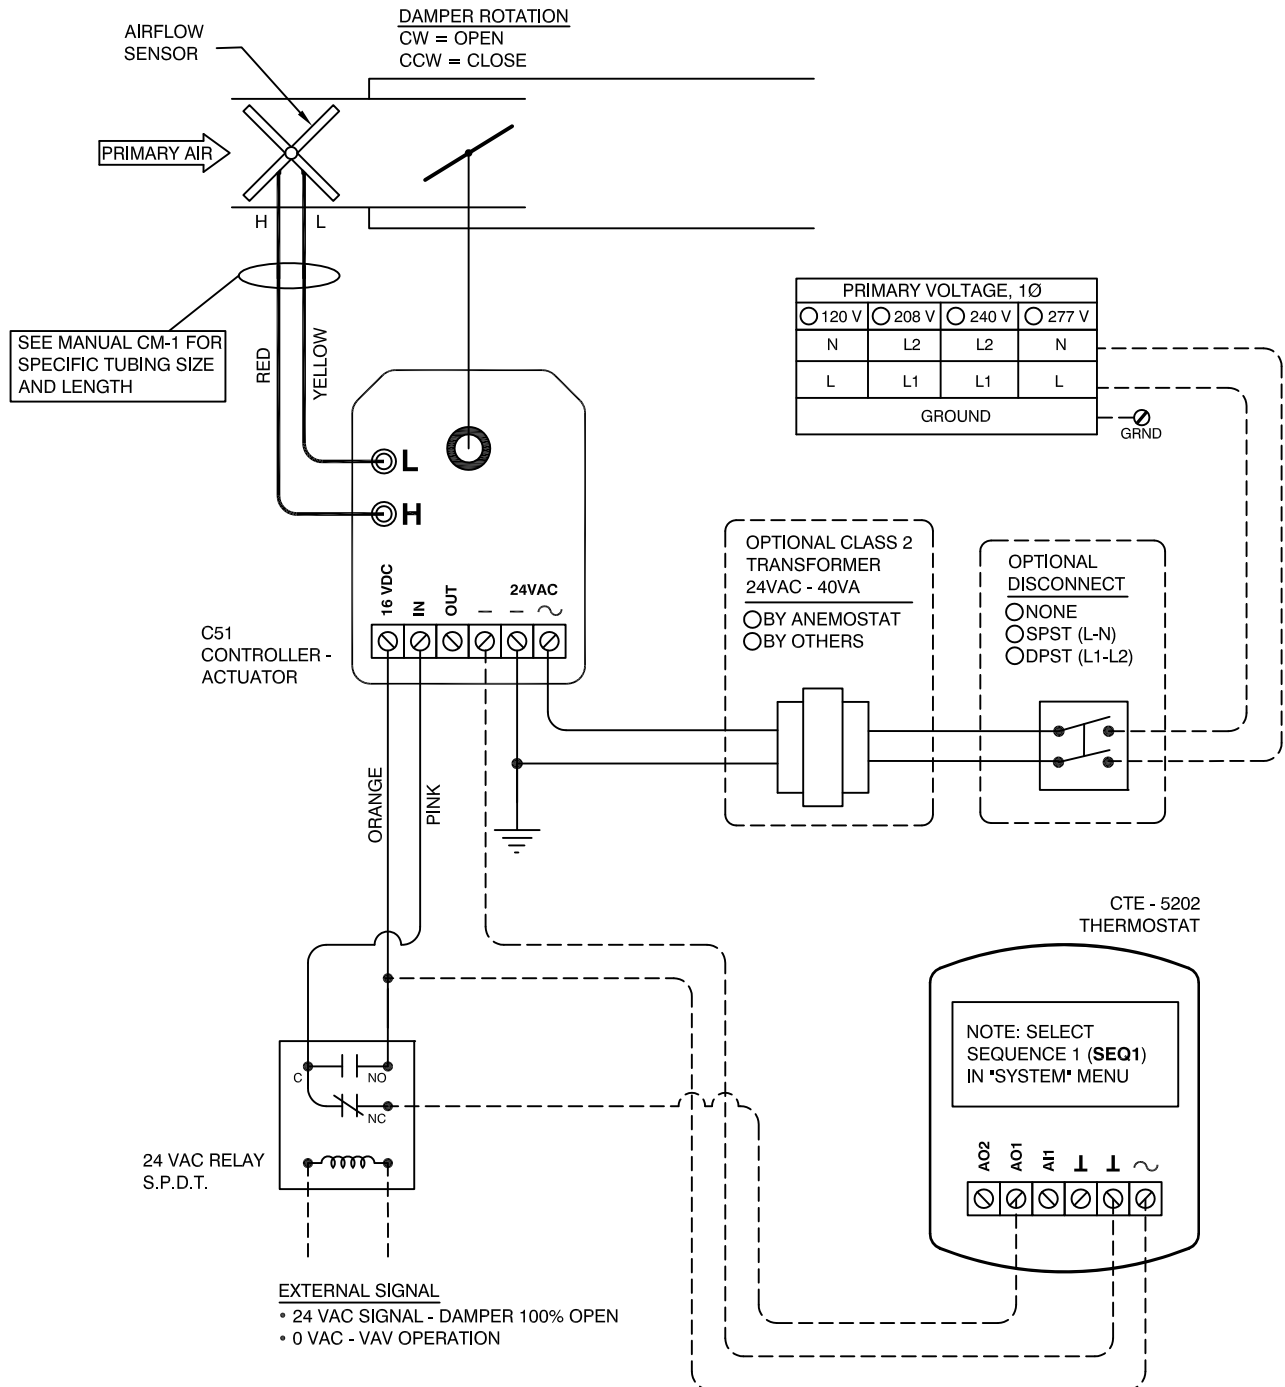 AIRFLOW
SENSOR
DAMPER ROTATION
CW = OPEN
CCW = CLOSE
PRIMARY AIR
H
L
SEE MANUAL CM-1 FOR
SPECIFIC TUBING SIZE
AND LENGTH
RED
YELLOW
PRIMARY VOLTAGE, 1Ø
120 V 208 V 240 V 277 V
N L2 L2 N
L L1 L1 L
GROUND
GRND
L
H
16 VDC
IN
OUT
—
—
24VAC
~
C51
CONTROLLER -
ACTUATOR
OPTIONAL CLASS 2
TRANSFORMER
24VAC - 40VA
BY ANEMOSTAT
BY OTHERS
OPTIONAL
DISCONNECT
NONE
SPST (L-N)
DPST (L1-L2)
ORANGE
PINK
CTE - 5202
THERMOSTAT
NOTE: SELECT
SEQUENCE 1 (SEQ1)
IN "SYSTEM" MENU
AO2
AO1
AI1
⊥
⊥
~
C
NO
NC
24 VAC RELAY
S.P.D.T.
EXTERNAL SIGNAL
• 24 VAC SIGNAL - DAMPER 100% OPEN
• 0 VAC - VAV OPERATION